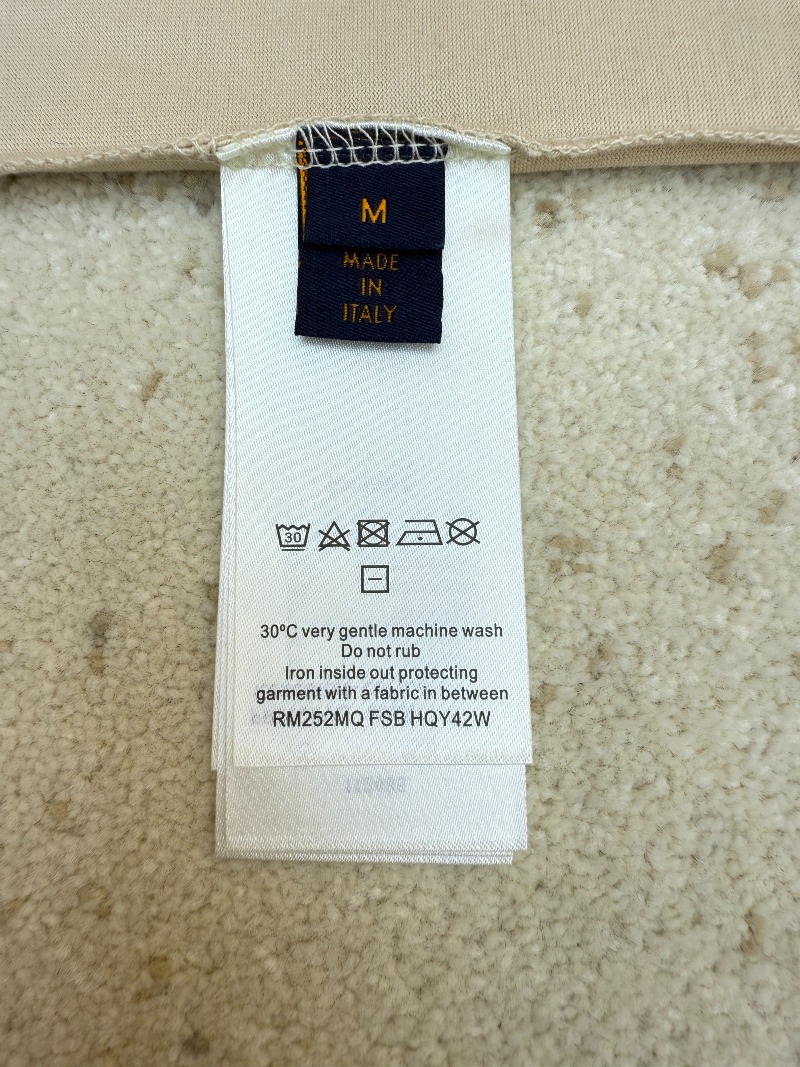 M
MADE
IN
ITALY
30
30ºC very gentle machine wash
Do not rub
Iron inside out protecting
garment with a fabric in between
RM252MQ FSB HQY42W